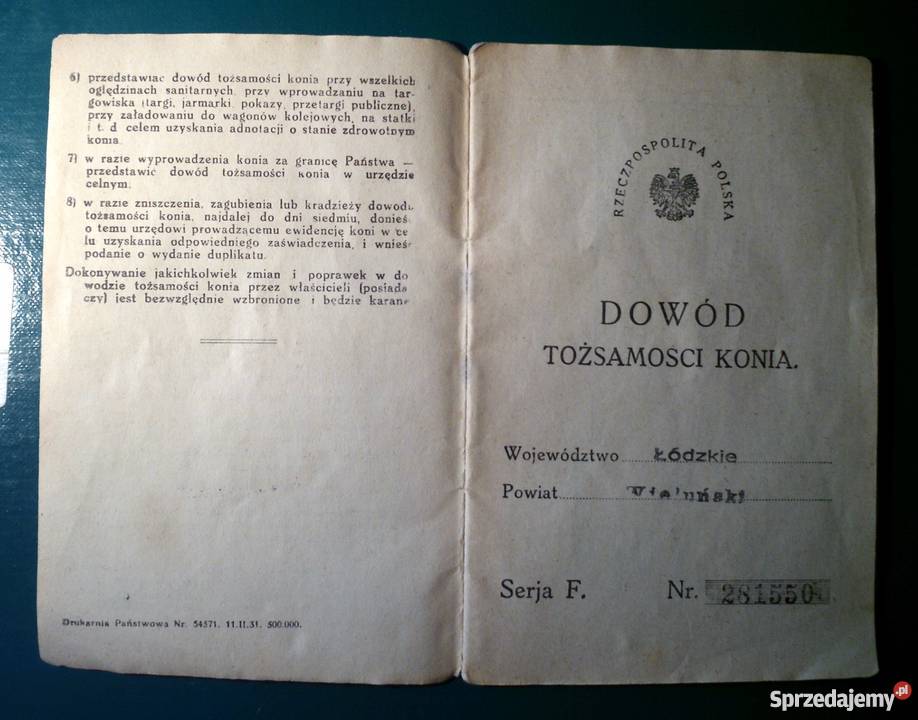 6) przedstawiac dowód tożsamości konia przy wszelkich
oględzinach sanitarnych, przy wprowadzaniu na tar-
gowiska (targi, jarmarki, pokazy, przetargi publiczne),
przy załadowaniu do wagonów kolejowych, na statki
i t. d. celem uzyskania adnotacji o stanie zdrowotnym
konia.
7) w razie wyprowadzenia konia za granicę Państwa —
przedstawić dowód tożsamości konia w urzędzie
celnym.
8) w razie zniszczenia, zagubienia lub kradzieży dowodu
tożsamości konia, najdalej do dni siedmiu, donieś
o temu urzędowi prowadzącemu ewidencję koni w ce
lu uzyskania odpowiedniego zaświadczenia, i wnieś
podanie o wydanie duplikatu.
Dokonywanie jakichkolwiek zmian i poprawek w do
wodzie tożsamości konia przez właścicieli (posiada
czy) jest bezwzględnie wzbronione i będzie karane
Drukarnia Państwowa Nr. 54571. 11.II.31. 500.000.
RZECZPOSPOLITA POLSKA
DOWÓD
TOŻSAMOŚCI KONIA.
Województwo Łódzkie
Powiat Wieluński
Serja F. Nr. 281550
Sprzedajemy.pl